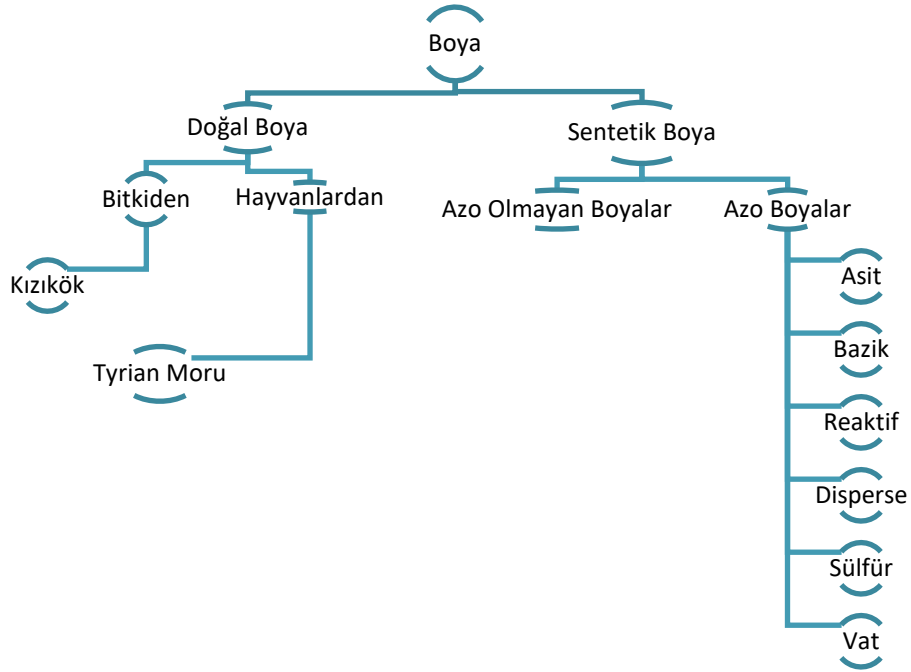 Boya
Doğal Boya
Sentetik Boya
Bitkiden
Hayvanlardan
Azo Olmayan Boyalar
Azo Boyalar
Kızıkök
Tyrian Moru
Asit
Bazik
Reaktif
Disperse
Sülfür
Vat